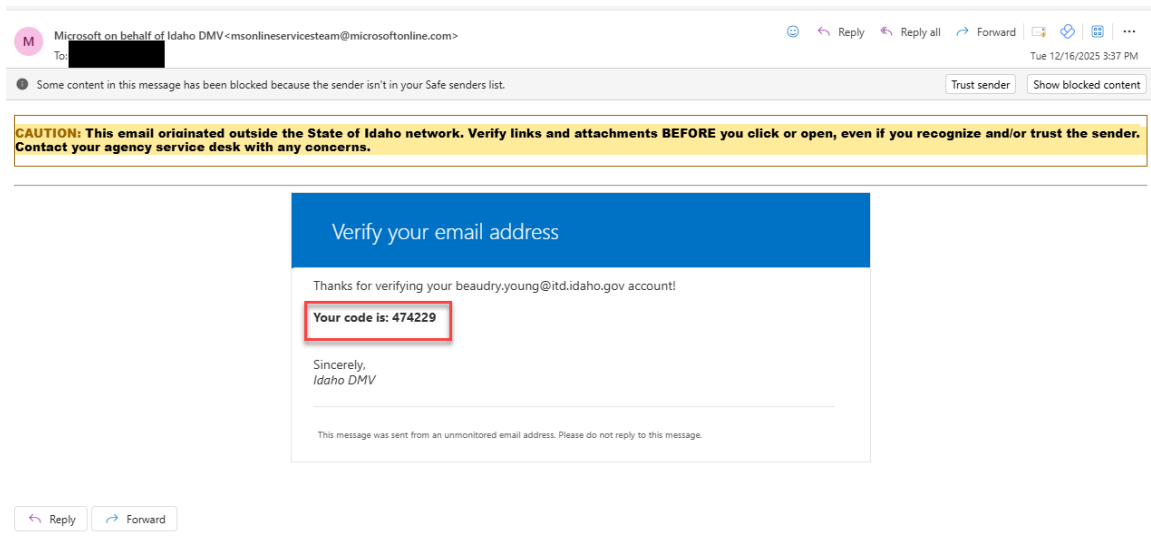 M
Microsoft on behalf of Idaho DMV<msonlineservicesteam@microsoftonline.com>
Reply
Reply all
Forward
To:
Tue 12/16/2025 3:37 PM
Some content in this message has been blocked because the sender isn't in your Safe senders list.
Trust sender
Show blocked content
CAUTION: This email originated outside the State of Idaho network. Verify links and attachments BEFORE you click or open, even if you recognize and/or trust the sender.
Contact your agency service desk with any concerns.
Verify your email address
Thanks for verifying your beaudry.young@itd.idaho.gov account!
Your code is: 474229
Sincerely,
Idaho DMV
This message was sent from an unmonitored email address. Please do not reply to this message.
Reply
Forward